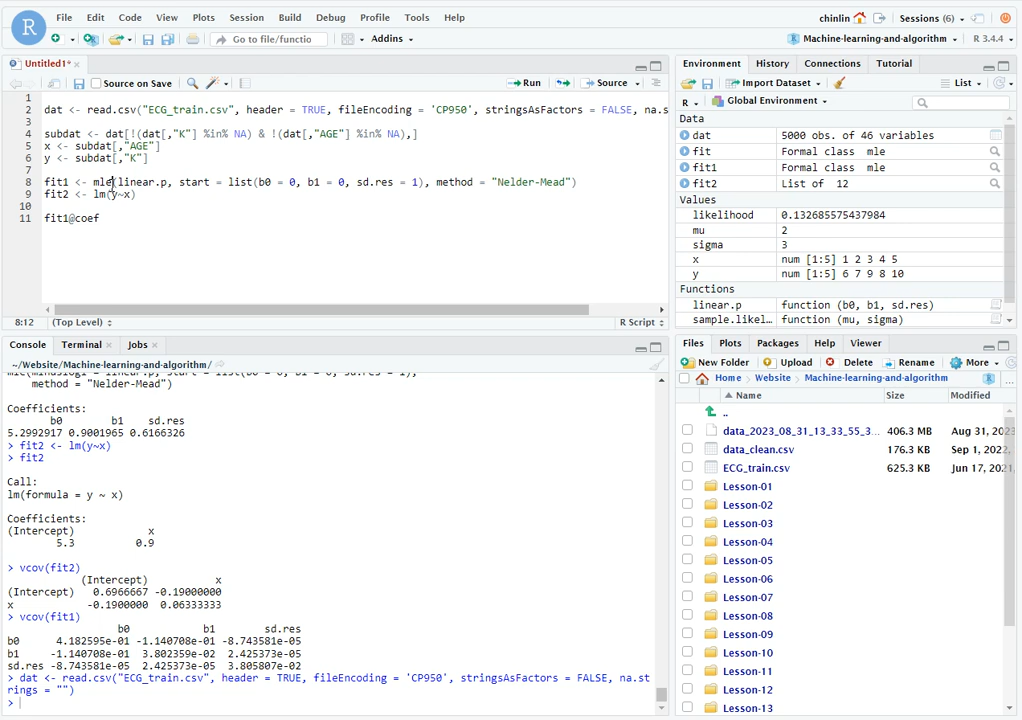 File Edit Code View Plots Session Build Debug Profile Tools Help
chinlin Sessions (6)
Go to file/functio Addins
Machine-learning-and-algorithm R 3.4.4
Untitled1*
Source on Save Run Source
1
2 dat <- read.csv("ECG_train.csv", header = TRUE, fileEncoding = 'CP950', stringsAsFactors = FALSE, na.s
3
4 subdat <- dat[!(dat[,"K"] %in% NA) & !(dat[,"AGE"] %in% NA),]
5 x <- subdat[,"AGE"]
6 y <- subdat[,"K"]
7
8 fit1 <- mle(linear.p, start = list(b0 = 0, b1 = 0, sd.res = 1), method = "Nelder-Mead")
9 fit2 <- lm(y~x)
10
11 fit1@coef
8:12 (Top Level) R Script
Console Terminal Jobs
~/Website/Machine-learning-and-algorithm/
method = "Nelder-Mead")
Coefficients:
b0 b1 sd.res
5.2992917 0.9001965 0.6166326
> fit2 <- lm(y~x)
> fit2
Call:
lm(formula = y ~ x)
Coefficients:
(Intercept) x
5.3 0.9
> vcov(fit2)
(Intercept) x
(Intercept) 0.6966667 -0.19000000
x -0.1900000 0.06333333
> vcov(fit1)
b0 b1 sd.res
b0 4.182595e-01 -1.140708e-01 -8.743581e-05
b1 -1.140708e-01 3.802359e-02 2.425373e-05
sd.res -8.743581e-05 2.425373e-05 3.805807e-02
> dat <- read.csv("ECG_train.csv", header = TRUE, fileEncoding = 'CP950', stringsAsFactors = FALSE, na.st
rings = "")
>
Environment History Connections Tutorial
Import Dataset List
R Global Environment
Data
dat 5000 obs. of 46 variables
fit Formal class mle
fit1 Formal class mle
fit2 List of 12
Values
likelihood 0.132685575437984
mu 2
sigma 3
x num [1:5] 1 2 3 4 5
y num [1:5] 6 7 9 8 10
Functions
linear.p function (b0, b1, sd.res)
sample.likel… function (mu, sigma)
Files Plots Packages Help Viewer
New Folder Upload Delete Rename More
Home Website Machine-learning-and-algorithm ...
Name Size Modified
..
data_2023_08_31_13_33_55_3... 406.3 MB Aug 31, 2023
data_clean.csv 176.3 KB Sep 1, 2022,
ECG_train.csv 625.3 KB Jun 17, 2021,
Lesson-01
Lesson-02
Lesson-03
Lesson-04
Lesson-05
Lesson-06
Lesson-07
Lesson-08
Lesson-09
Lesson-10
Lesson-11
Lesson-12
Lesson-13